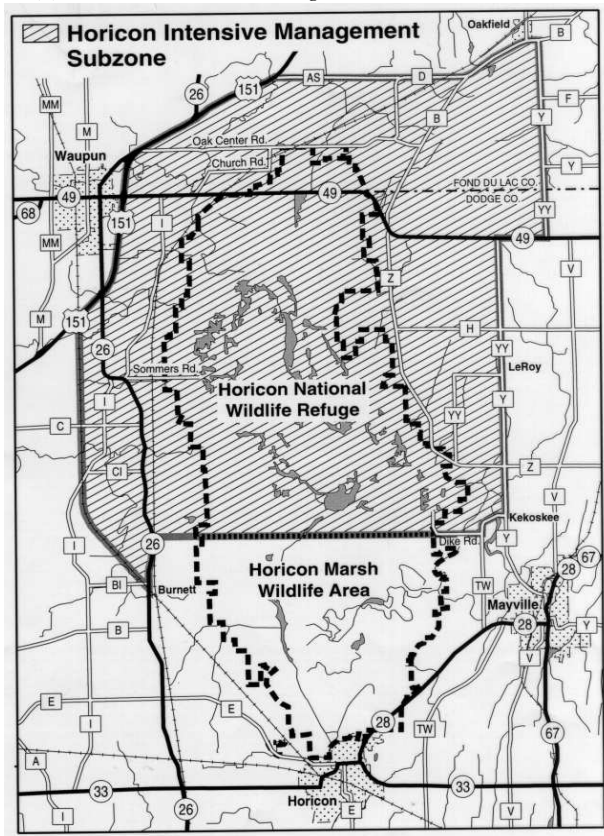 Horicon Intensive Management
Subzone
Oakfield
B
26
151
AS
D
MM
M
B
F
Y
Oak Center Rd.
Church Rd.
Waupun
Y
MM
49
FOND DU LAC CO.
DODGE CO.
68
49
151
I
YY
49
MM
Z
V
M
151
H
26
YY
Sommers Rd.
LeRoy
Horicon National
Wildlife Refuge
I
YY
Y
C
CI
Z
V
I
Kekoskee
26
Dike Rd.
Y
67
28
Horicon Marsh
Wildlife Area
BI
Burnett
TW
Mayville
B
28
Y
V
E
E
28
I
TW
67
A
33
33
Horicon
I
26
E
V